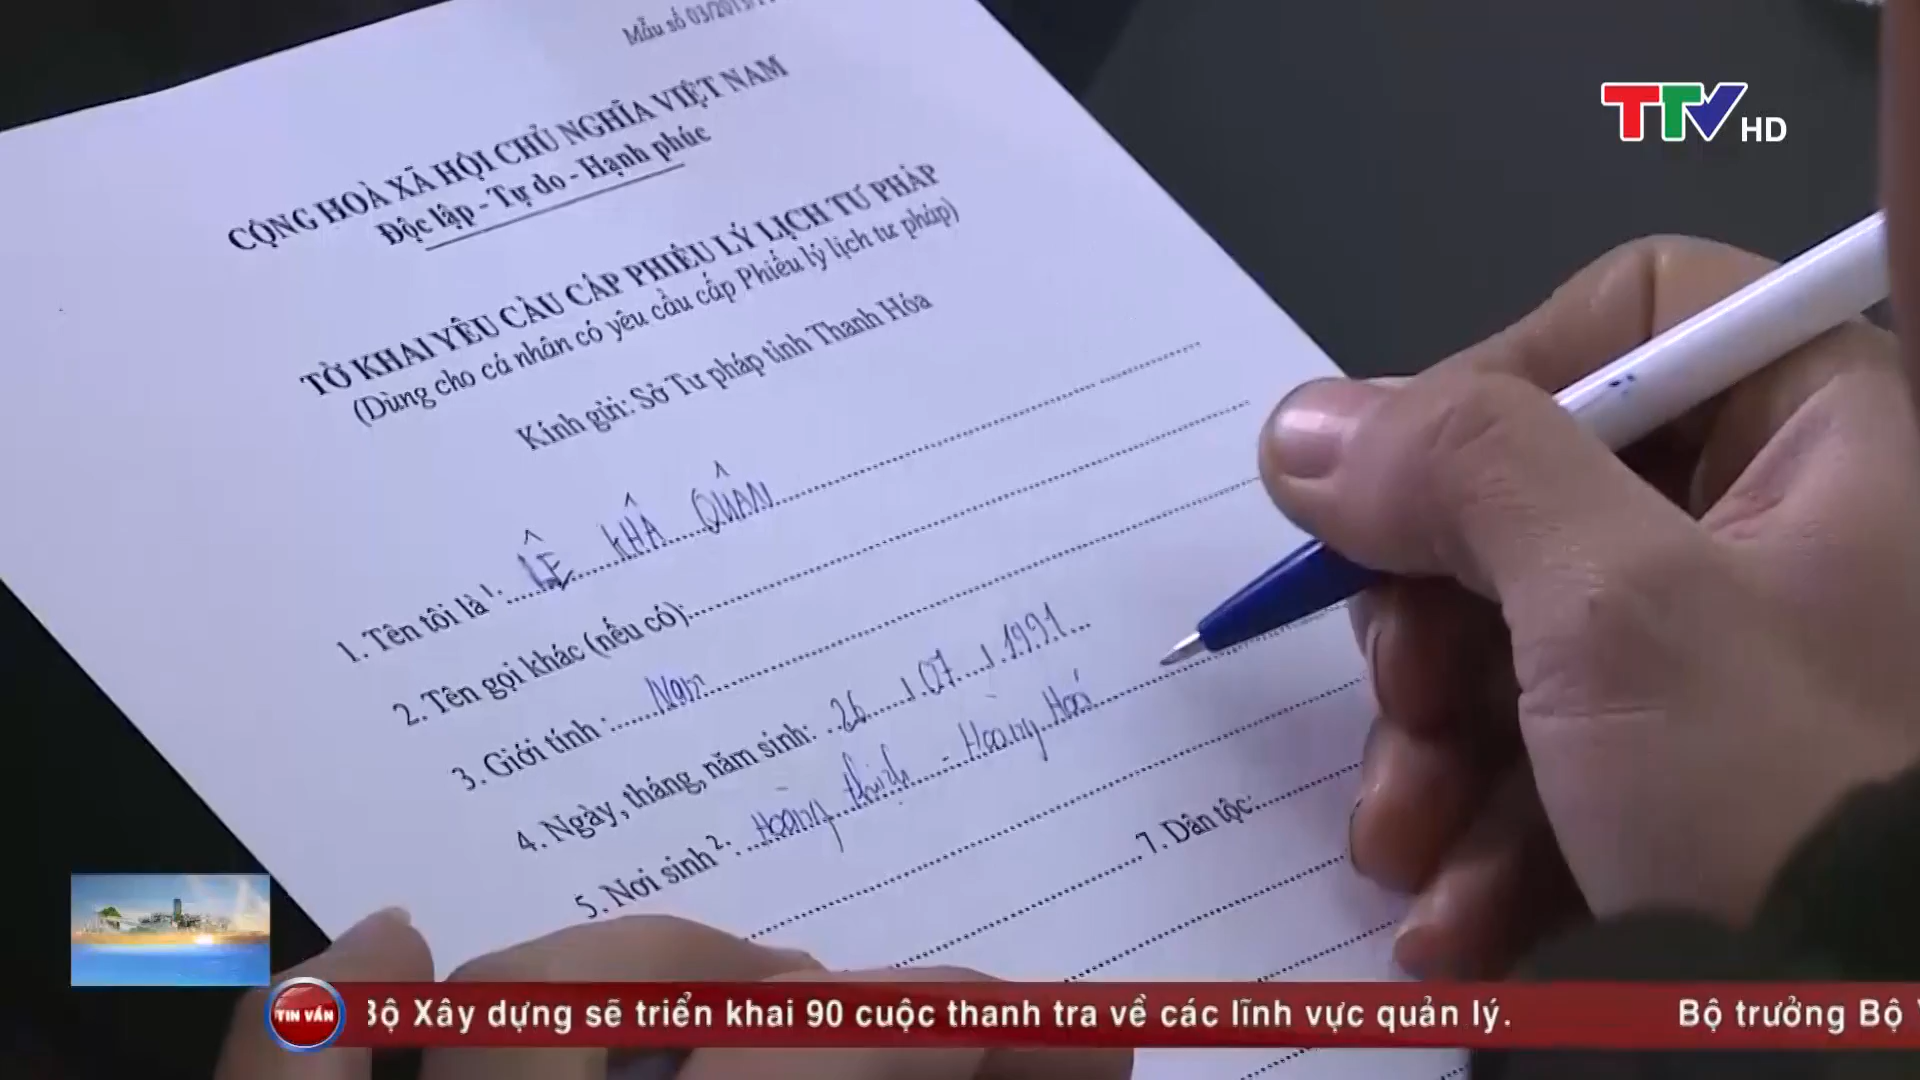 Mẫu số 03/2013/
CỘNG HOÀ XÃ HỘI CHỦ NGHĨA VIỆT NAM
Độc lập - Tự do - Hạnh phúc
TỜ KHAI YÊU CẦU CẤP PHIẾU LÝ LỊCH TƯ PHÁP
(Dùng cho cá nhân có yêu cầu cấp Phiếu lý lịch tư pháp)
Kính gửi: Sở Tư pháp tỉnh Thanh Hóa
1. Tên tôi là 1: LÊ KHÂ QUÂN
2. Tên gọi khác (nếu có):
3. Giới tính : Nam
4. Ngày, tháng, năm sinh: 26 / 07 / 1991
5. Nơi sinh 2: Hoàng thịnh - Hoàng Hoá
7. Dân tộc:
TTV HD
TIN VẮN
Bộ Xây dựng sẽ triển khai 90 cuộc thanh tra về các lĩnh vực quản lý. Bộ trưởng Bộ